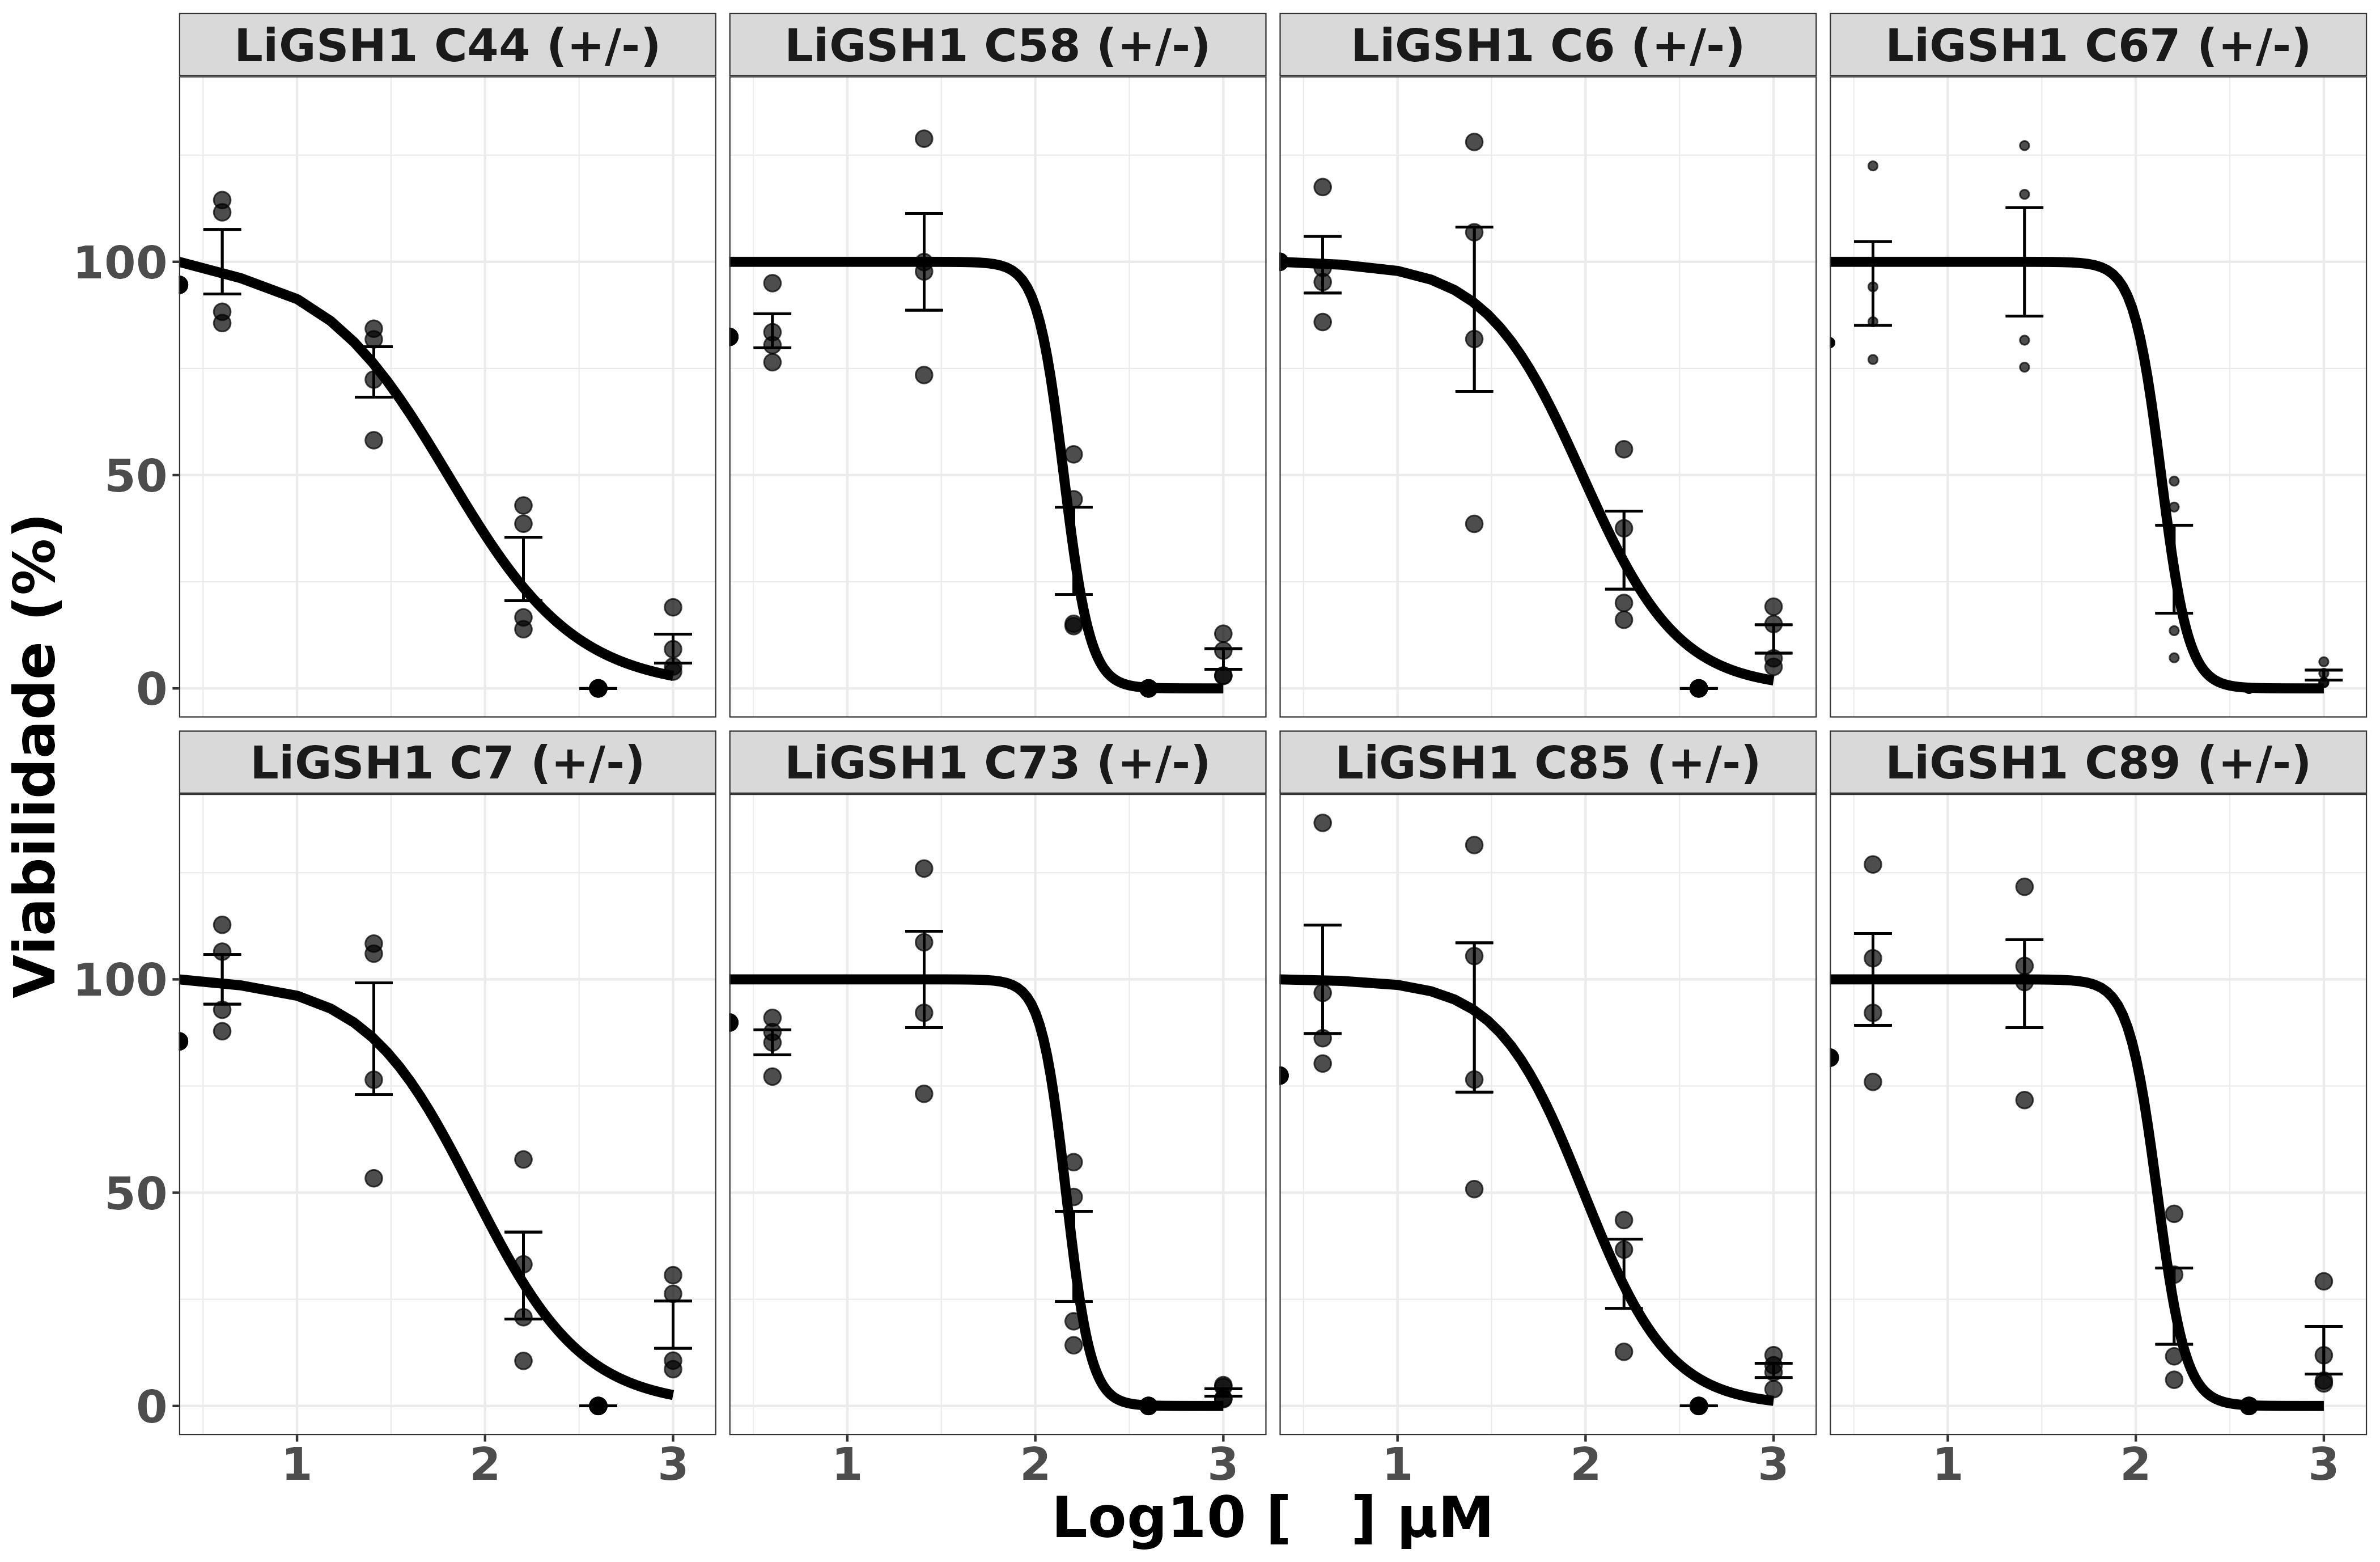 LiGSH1 C44 (+/-) LiGSH1 C58 (+/-) LiGSH1 C6 (+/-) LiGSH1 C67 (+/-)
100
50
0
LiGSH1 C7 (+/-) LiGSH1 C73 (+/-) LiGSH1 C85 (+/-) LiGSH1 C89 (+/-)
100
50
0
Viabilidade (%)
1 2 3 1 2 3 1 2 3 1 2 3
Log10 [ ] μM